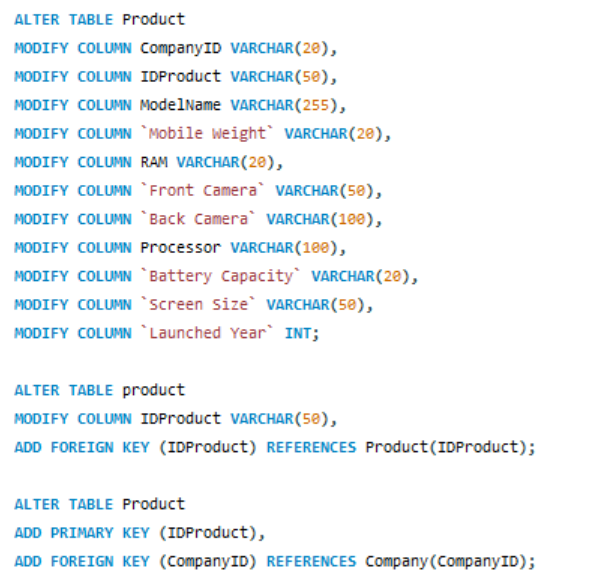 ALTER TABLE Product
MODIFY COLUMN CompanyID VARCHAR(20),
MODIFY COLUMN IDProduct VARCHAR(50),
MODIFY COLUMN ModelName VARCHAR(255),
MODIFY COLUMN `Mobile Weight` VARCHAR(20),
MODIFY COLUMN RAM VARCHAR(20),
MODIFY COLUMN `Front Camera` VARCHAR(50),
MODIFY COLUMN `Back Camera` VARCHAR(100),
MODIFY COLUMN Processor VARCHAR(100),
MODIFY COLUMN `Battery Capacity` VARCHAR(20),
MODIFY COLUMN `Screen Size` VARCHAR(50),
MODIFY COLUMN `Launched Year` INT;
ALTER TABLE product
MODIFY COLUMN IDProduct VARCHAR(50),
ADD FOREIGN KEY (IDProduct) REFERENCES Product(IDProduct);
ALTER TABLE Product
ADD PRIMARY KEY (IDProduct),
ADD FOREIGN KEY (CompanyID) REFERENCES Company(CompanyID);